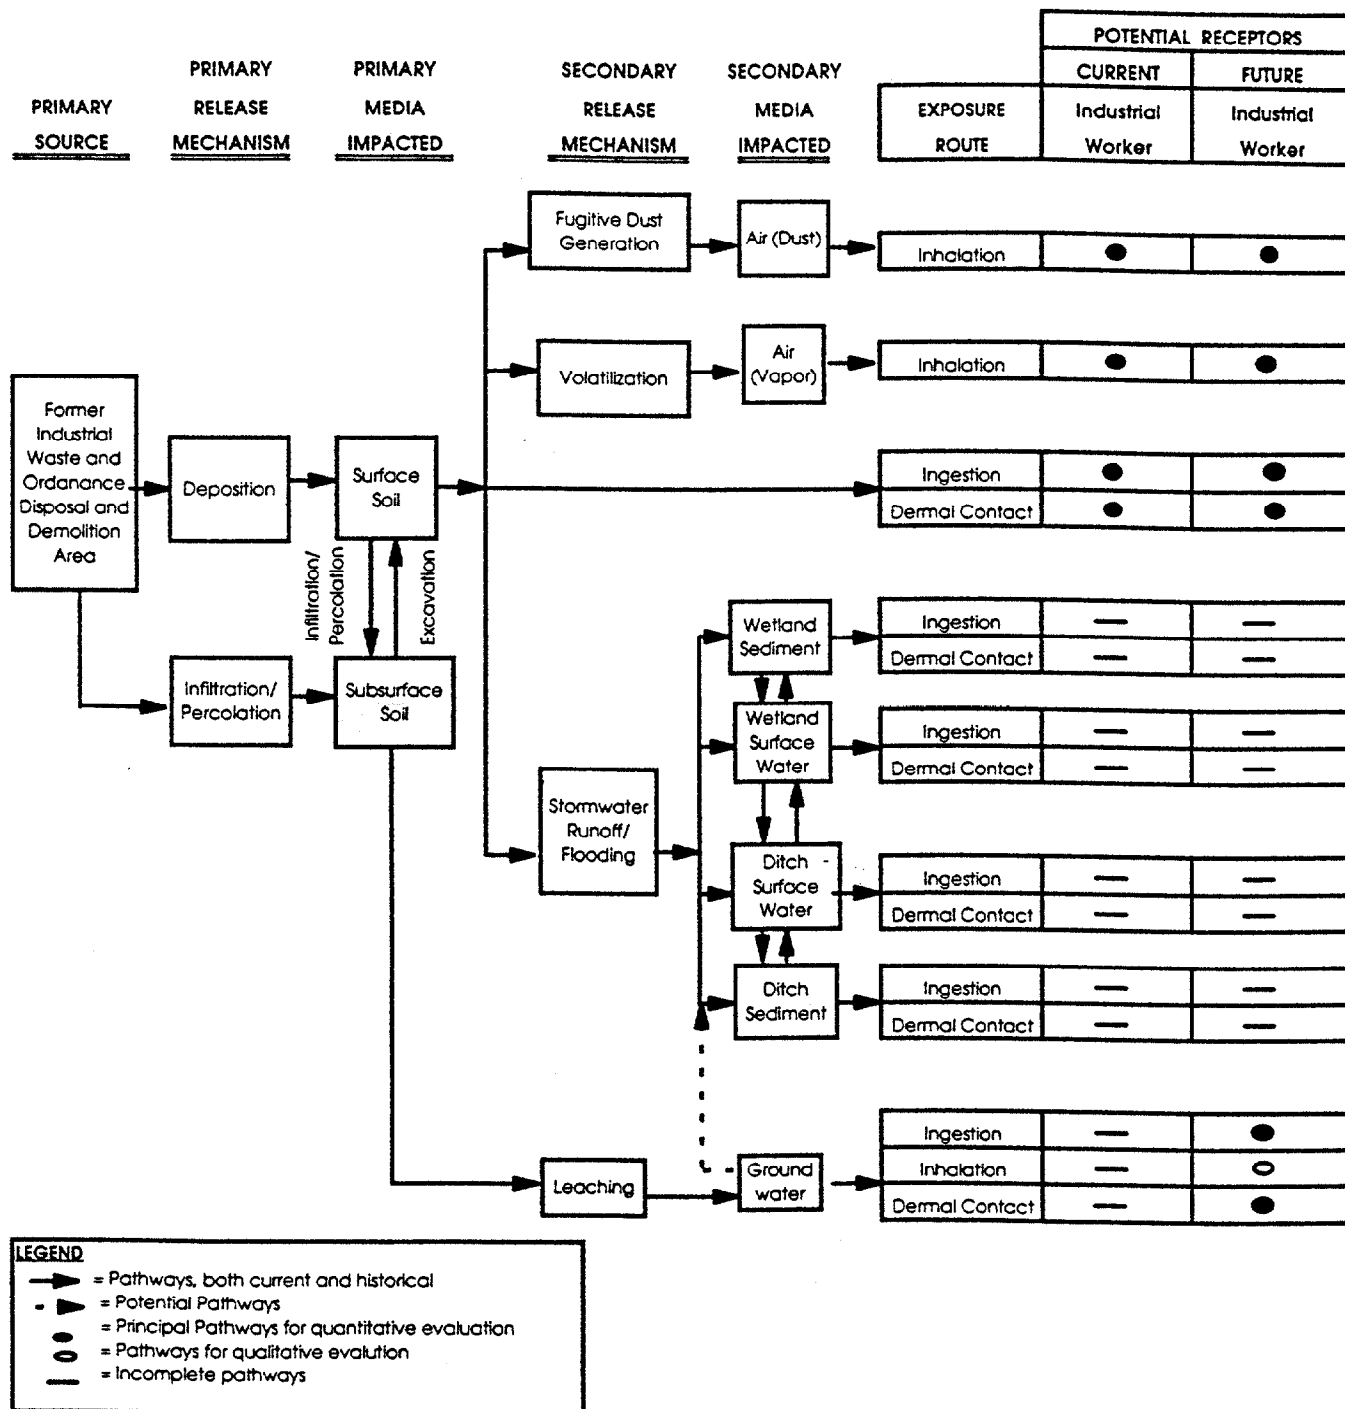 POTENTIAL RECEPTORS
PRIMARY PRIMARY SECONDARY SECONDARY CURRENT FUTURE
PRIMARY RELEASE MEDIA RELEASE MEDIA EXPOSURE Industrial Industrial
SOURCE MECHANISM IMPACTED MECHANISM IMPACTED ROUTE Worker Worker
Fugitive Dust
Generation
Air (Dust)
Inhalation
Volatilization
Air
(Vapor)
Inhalation
Former
Industrial
Waste and
Ordanance
Disposal and
Demolition
Area
Deposition
Surface
Soil
Ingestion
Dermal Contact
Infiltration/
Percolation
Excavation
Infiltration/
Percolation
Subsurface
Soil
Stormwater
Runoff/
Flooding
Wetland
Sediment
Ingestion
Dermal Contact
Wetland
Surface
Water
Ingestion
Dermal Contact
Ditch
Surface
Water
Ingestion
Dermal Contact
Ditch
Sediment
Ingestion
Dermal Contact
Leaching
Ground
water
Ingestion
Inhalation
Dermal Contact
LEGEND
= Pathways, both current and historical
= Potential Pathways
= Principal Pathways for quantitative evaluation
= Pathways for qualitative evalution
= Incomplete pathways